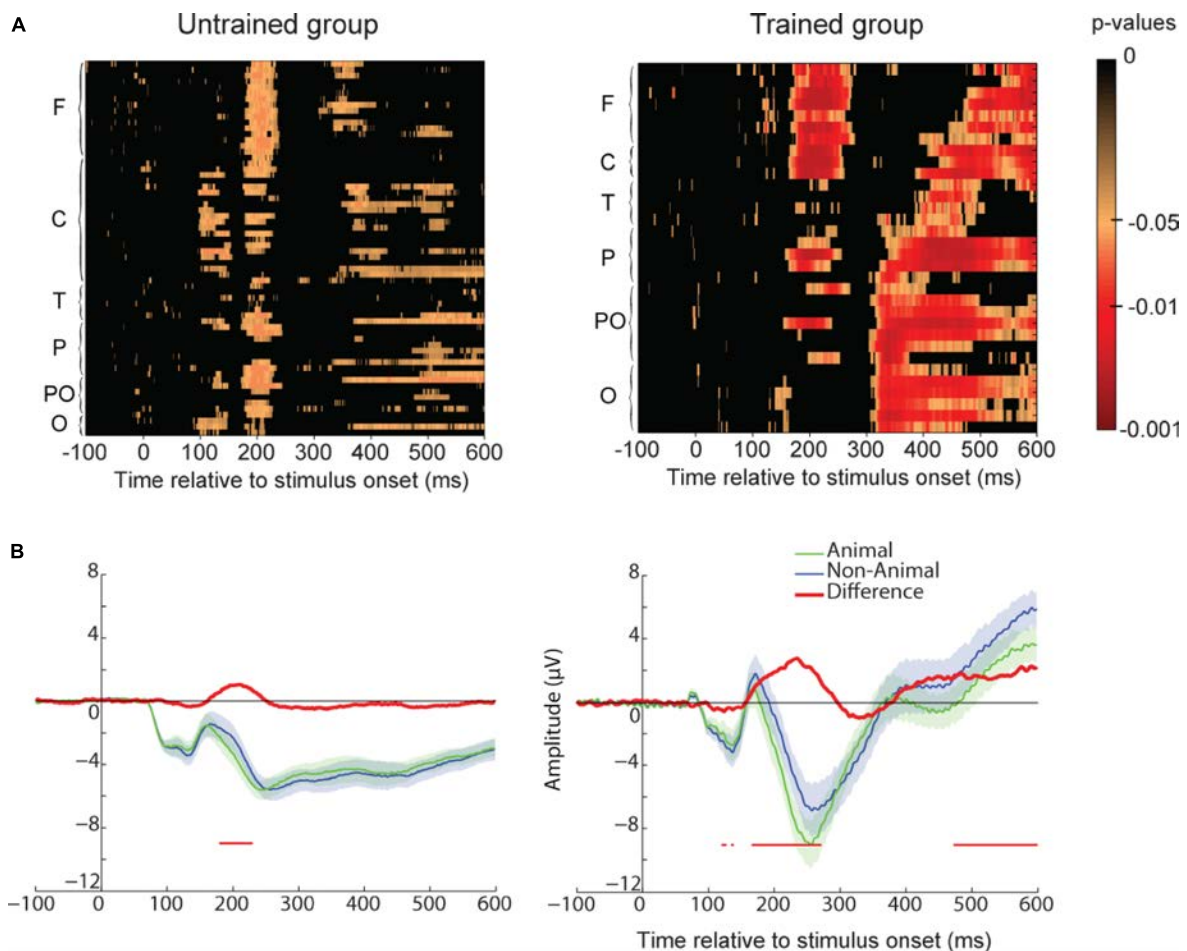 A
Untrained group
Trained group
p-values
F
C
T
P
PO
O
-100 0 100 200 300 400 500 600
Time relative to stimulus onset (ms)
F
C
T
P
PO
O
-100 0 100 200 300 400 500 600
Time relative to stimulus onset (ms)
0
-0.05
-0.01
-0.001
B
8
4
0
−4
−8
−12
−100 0 100 200 300 400 500 600
Animal
Non-Animal
Difference
Amplitude (µV)
8
4
0
−4
−8
−12
−100 0 100 200 300 400 500 600
Time relative to stimulus onset (ms)